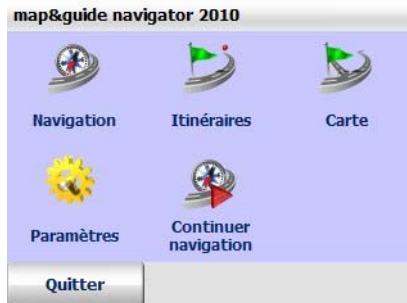 map&guide navigator 2010
Navigation
Itinéraires
Carte
Paramètres
Continuer
navigation
Quitter